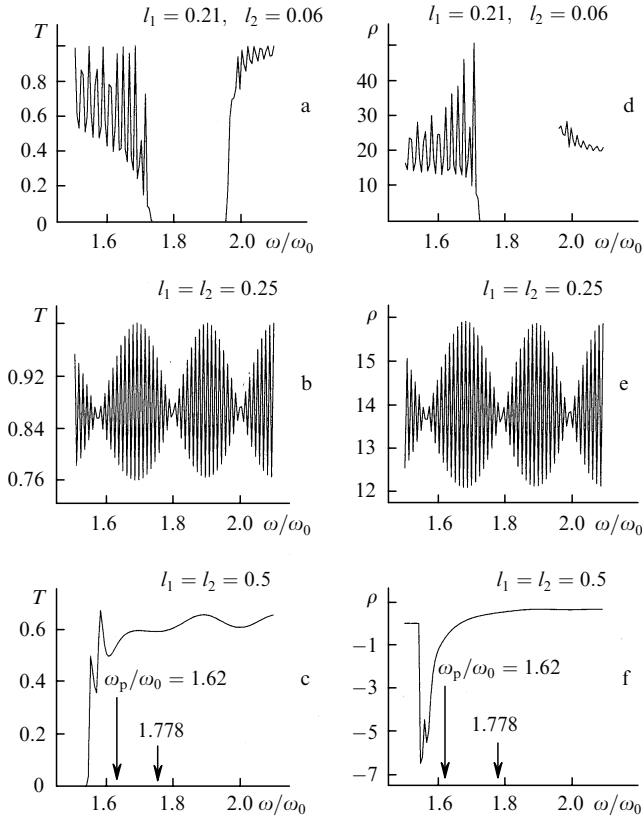 l₁ = 0.21, l₂ = 0.06
T
0.8
0.6
0.4
0.2
0
1.6 1.8 2.0 ω/ω₀
a
l₁ = 0.21, l₂ = 0.06
ρ
40
30
20
10
1.6 1.8 2.0 ω/ω₀
d
l₁ = l₂ = 0.25
T
0.92
0.84
0.76
1.6 1.8 2.0 ω/ω₀
b
l₁ = l₂ = 0.25
ρ
15
14
13
12
1.6 1.8 2.0 ω/ω₀
e
l₁ = l₂ = 0.5
T
0.6
0.4
0.2
0
ωp/ω₀ = 1.62
1.778
1.6 1.8 2.0 ω/ω₀
c
l₁ = l₂ = 0.5
ρ
−1
−3
−5
−7
ωp/ω₀ = 1.62
1.778
1.6 1.8 2.0 ω/ω₀
f